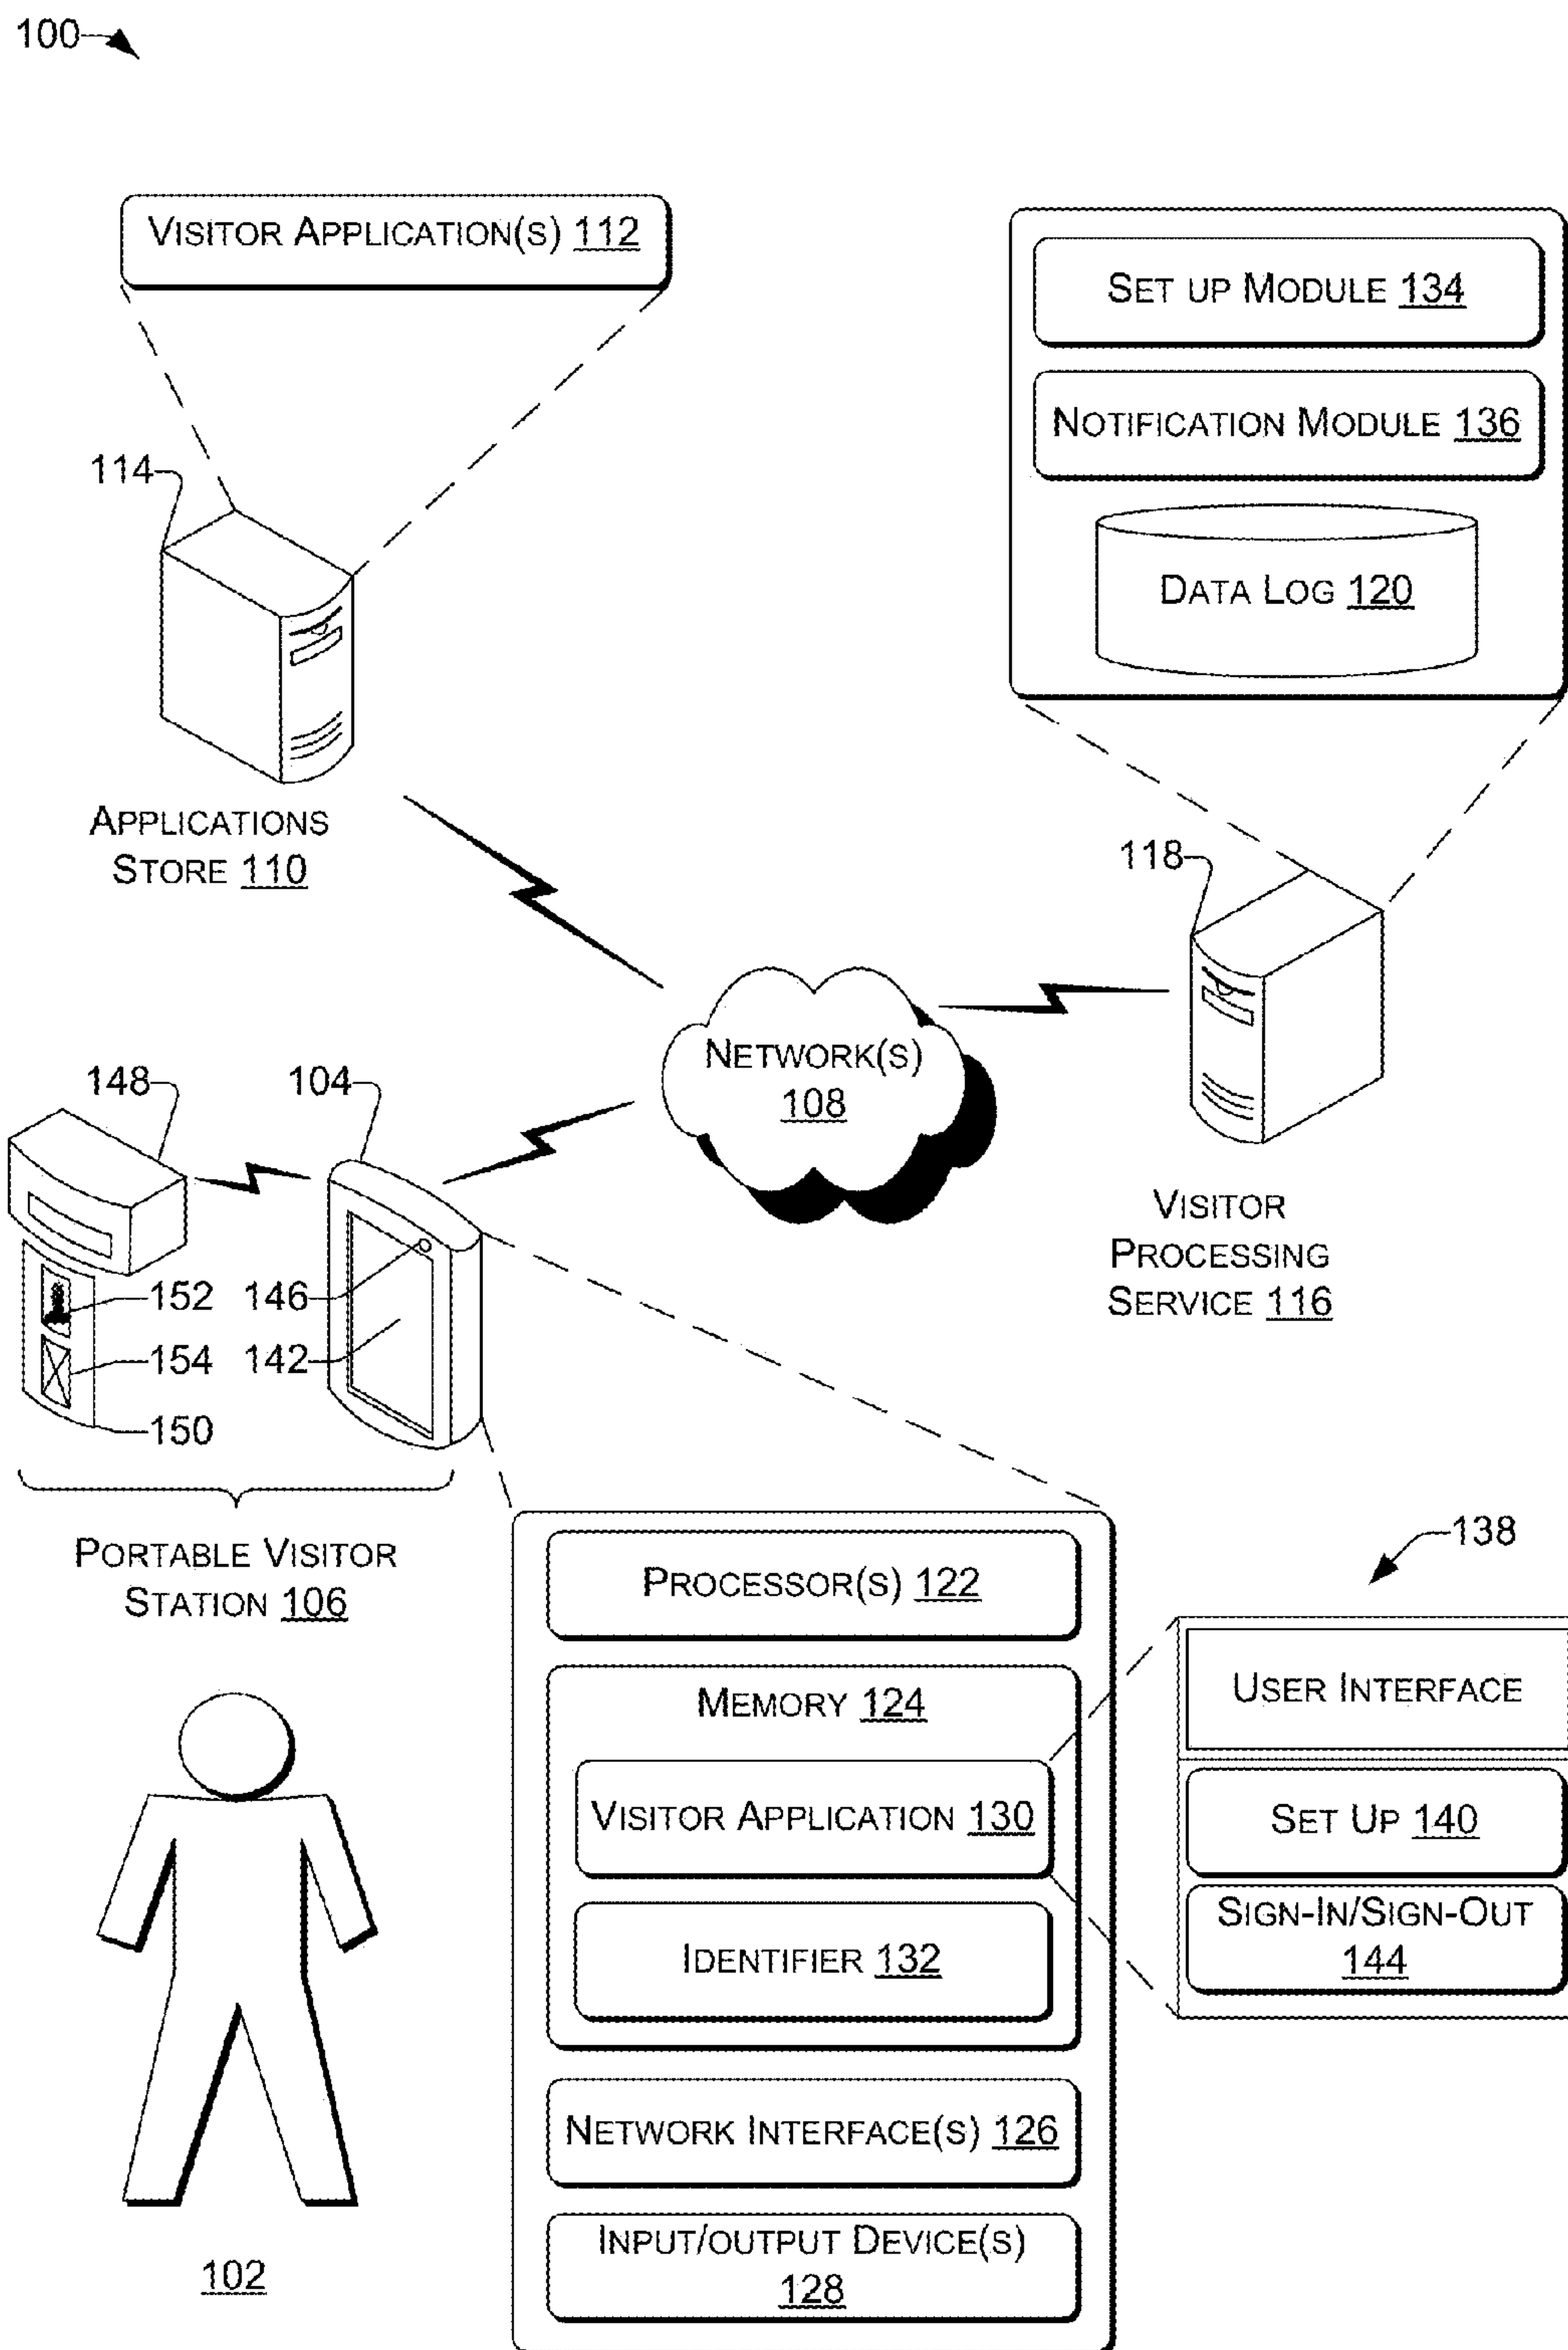 100
VISITOR APPLICATION(S) 112
SET UP MODULE 134
NOTIFICATION MODULE 136
DATA LOG 120
114
APPLICATIONS
STORE 110
118
NETWORK(S)
108
VISITOR
PROCESSING
SERVICE 116
148
104
152
146
154
142
150
PORTABLE VISITOR
STATION 106
PROCESSOR(S) 122
MEMORY 124
VISITOR APPLICATION 130
IDENTIFIER 132
NETWORK INTERFACE(S) 126
INPUT/OUTPUT DEVICE(S)
128
138
USER INTERFACE
SET UP 140
SIGN-IN/SIGN-OUT
144
102